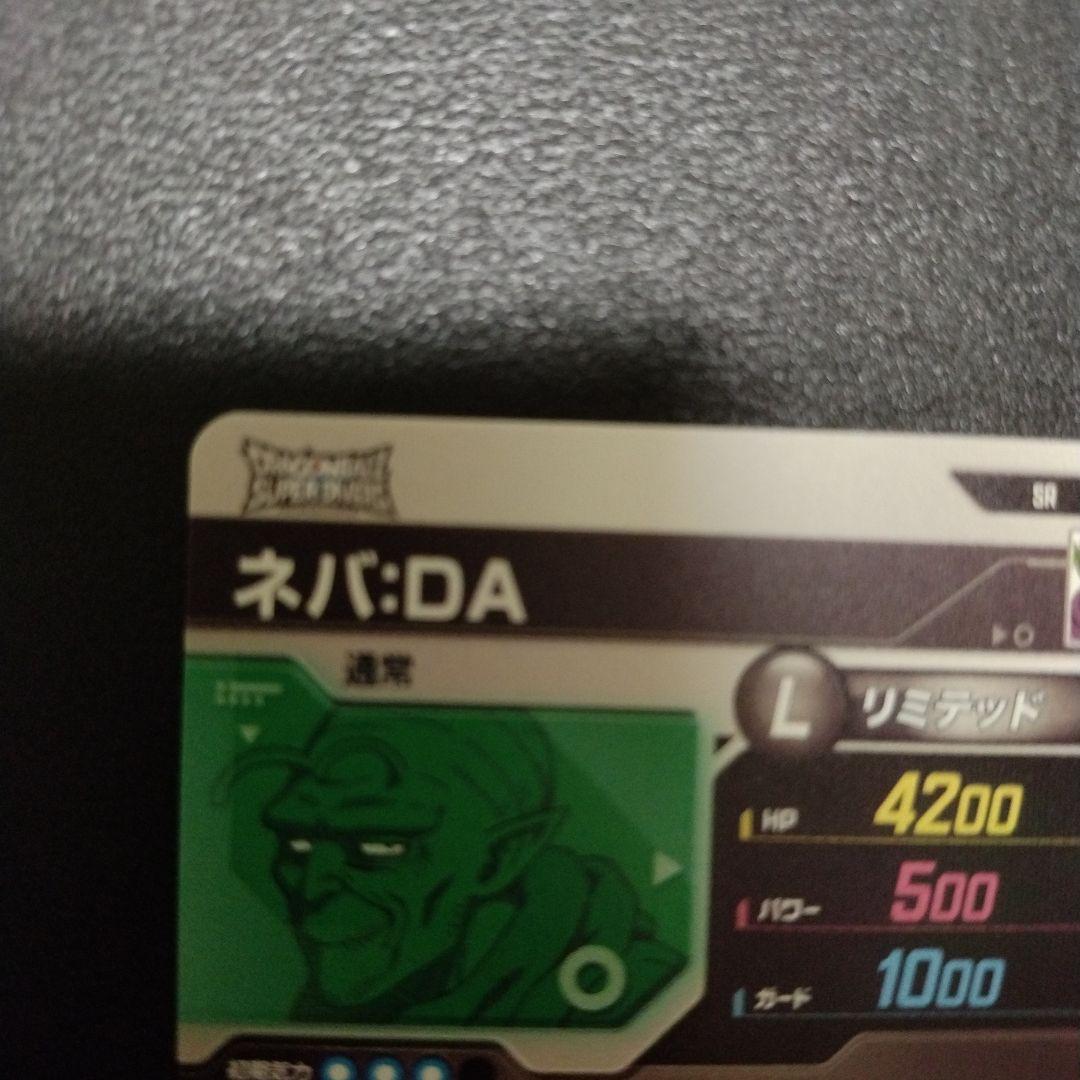 DRAGONBALL
SUPER DIVERS
SR
ネバ:DA
通常
L リミテッド
HP 4200
パワー 500
ガード 1000